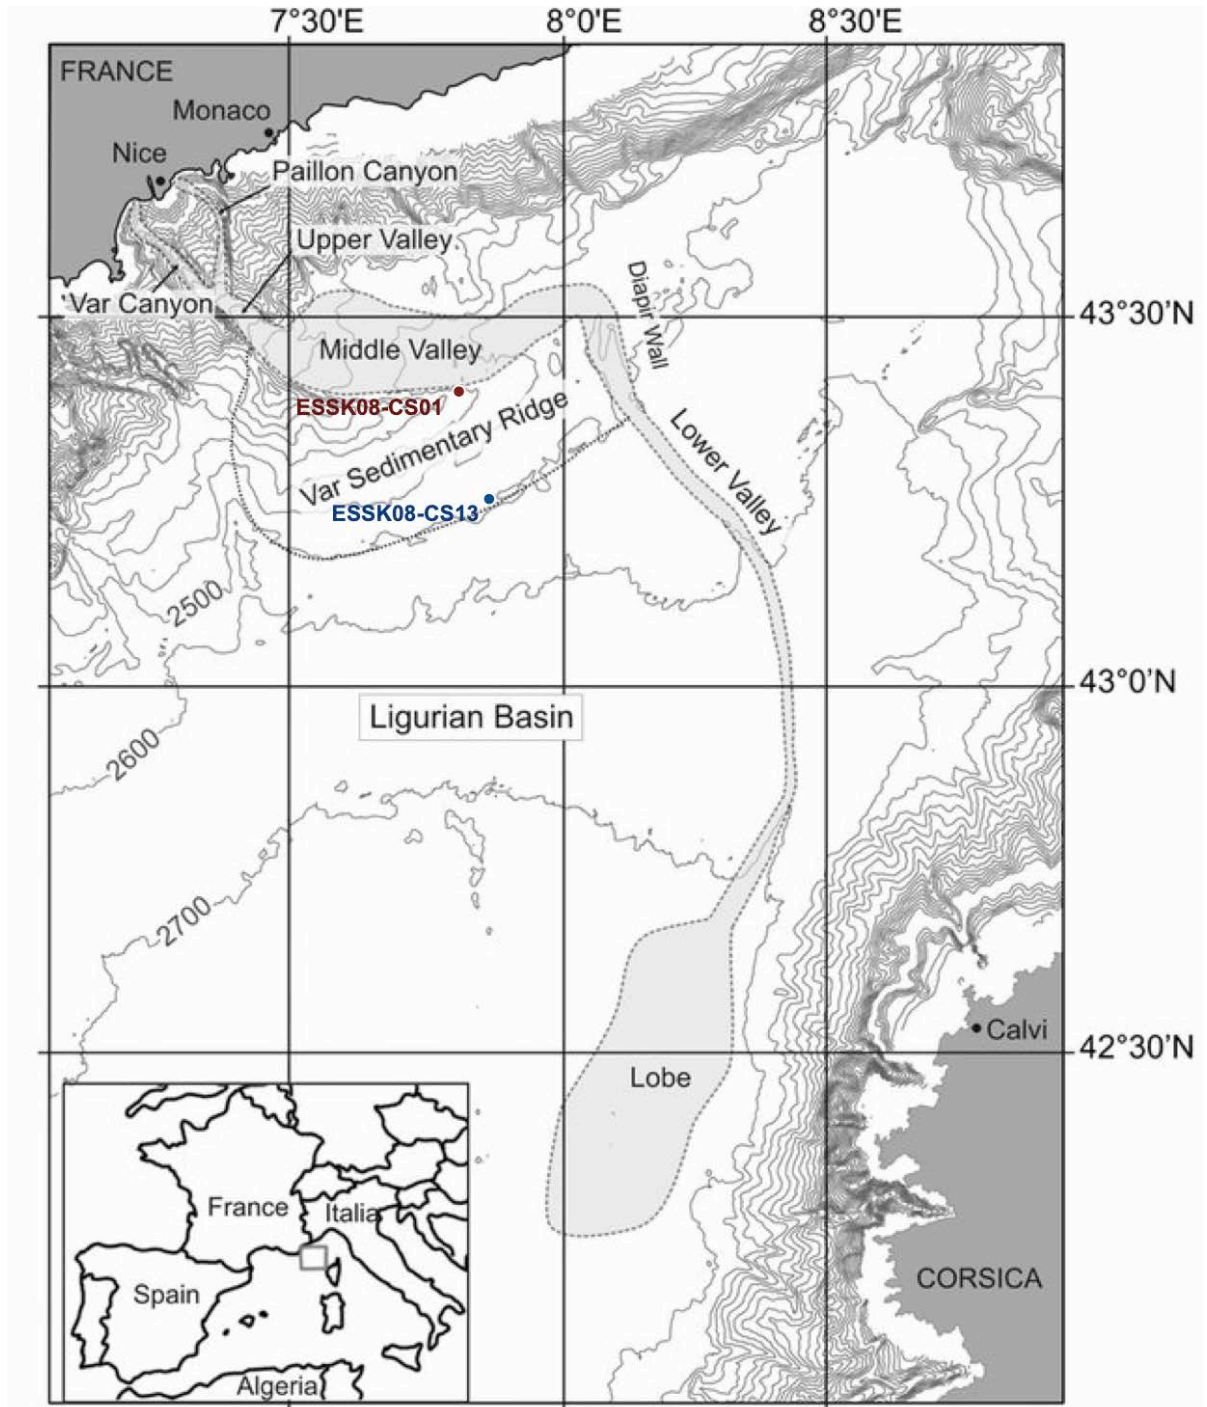 7°30'E
8°0'E
8°30'E
FRANCE
Monaco
Nice
Paillon Canyon
Upper Valley
Var Canyon
Diapir Wall
43°30'N
Middle Valley
ESSK08-CS01
Var Sedimentary Ridge
Lower Valley
ESSK08-CS13
2500
43°0'N
Ligurian Basin
2600
2700
Calvi
42°30'N
Lobe
France
Italia
Spain
CORSICA
Algeria